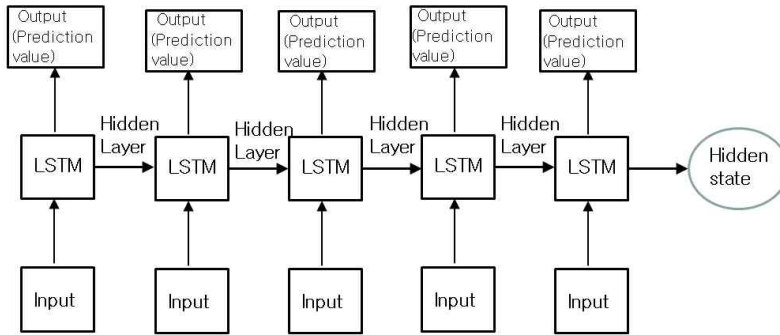 Output
(Prediction
value)
Output
(Prediction
value)
Output
(Prediction
value)
Output
(Prediction
value)
Output
(Prediction
value)
Hidden
Layer
Hidden
Layer
Hidden
Layer
Hidden
Layer
LSTM
LSTM
LSTM
LSTM
LSTM
Hidden
state
Input
Input
Input
Input
Input